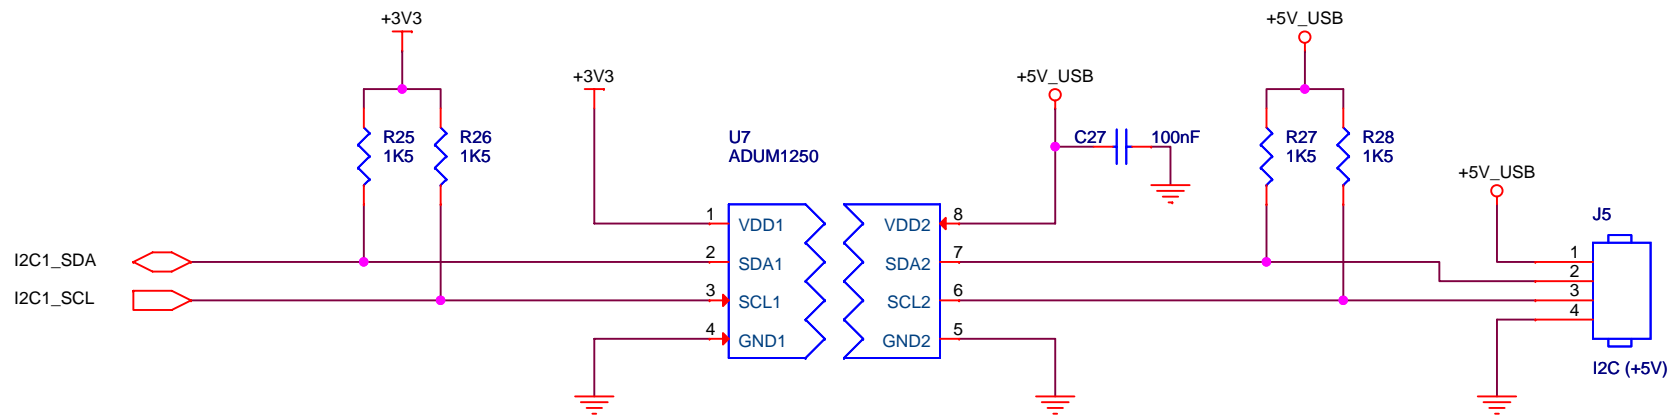 +3V3
+5V_USB
+3V3
+5V_USB
R25
1K5
R26
1K5
U7
ADUM1250
C27
100nF
R27
1K5
R28
1K5
+5V_USB
J5
I2C1_SDA
I2C1_SCL
1
2
3
4
VDD1
SDA1
SCL1
GND1
VDD2
SDA2
SCL2
GND2
8
7
6
5
1
2
3
4
I2C (+5V)